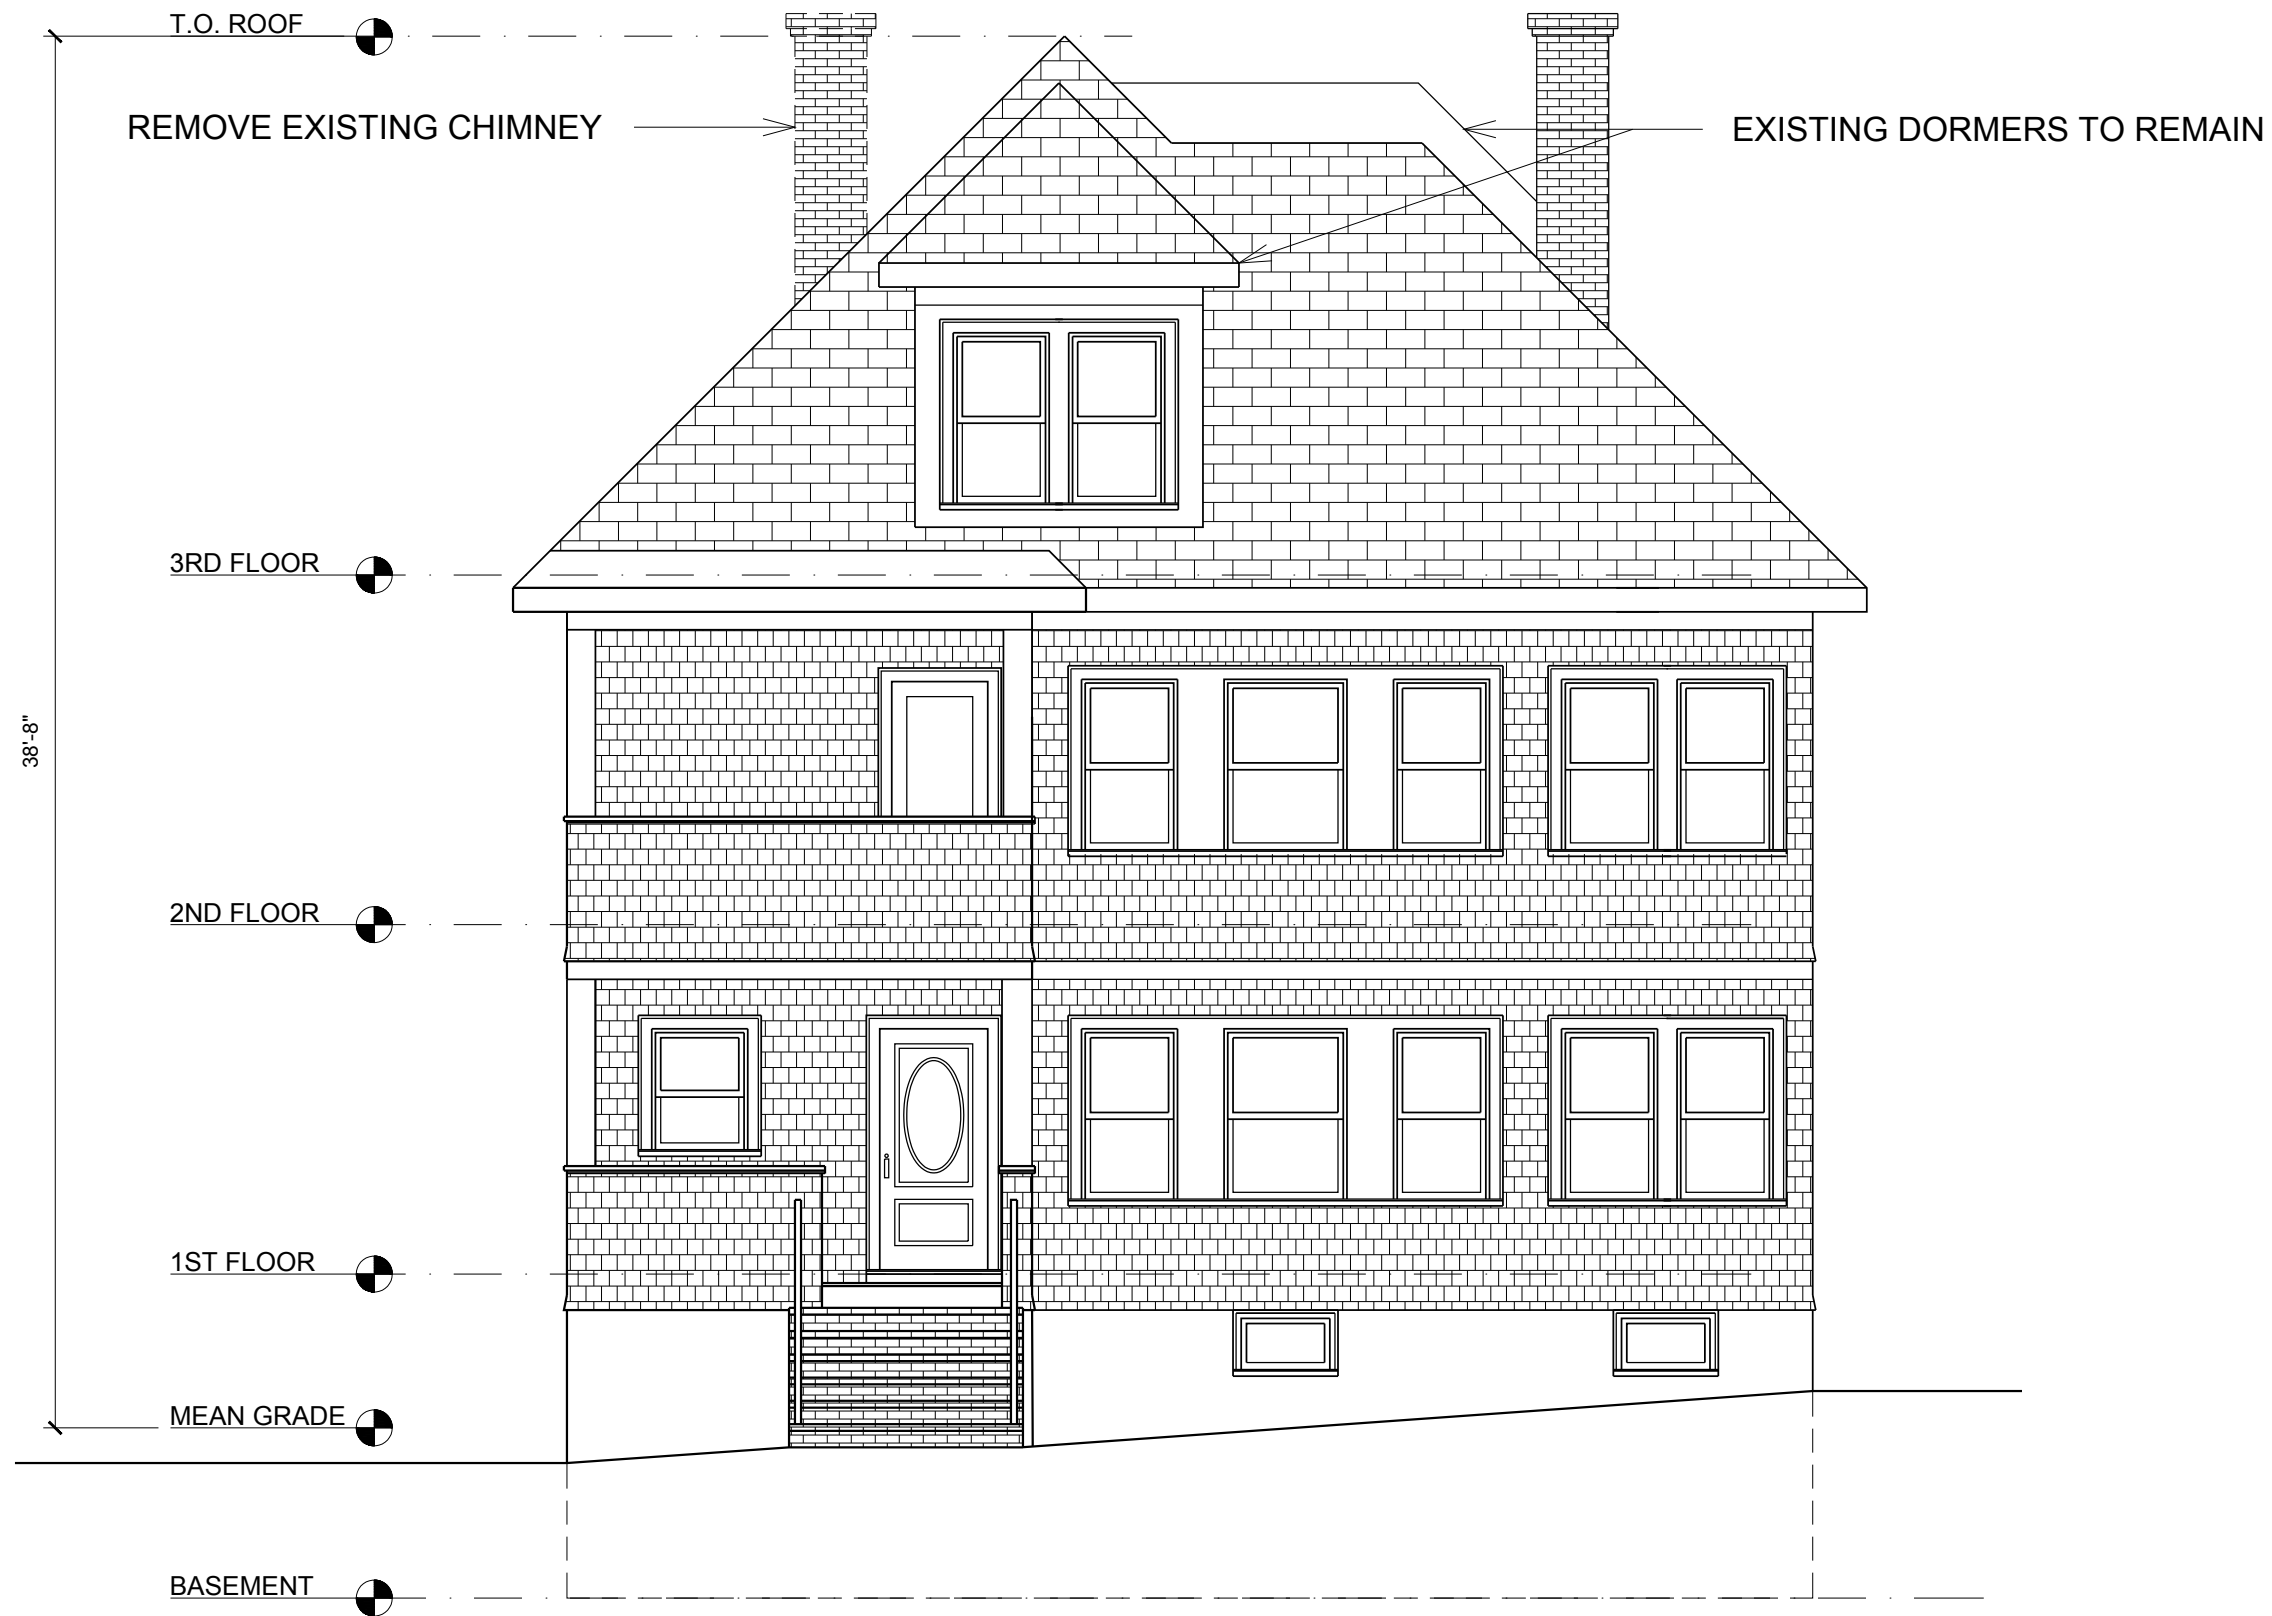 T.O. ROOF
REMOVE EXISTING CHIMNEY
EXISTING DORMERS TO REMAIN
3RD FLOOR
38'-8"
2ND FLOOR
1ST FLOOR
MEAN GRADE
BASEMENT